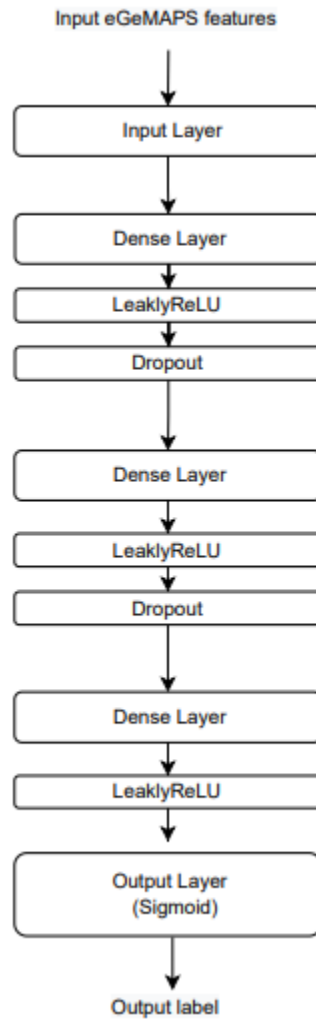 Input eGeMAPS features
Input Layer
Dense Layer
LeaklyReLU
Dropout
Dense Layer
LeaklyReLU
Dropout
Dense Layer
LeaklyReLU
Output Layer
(Sigmoid)
Output label